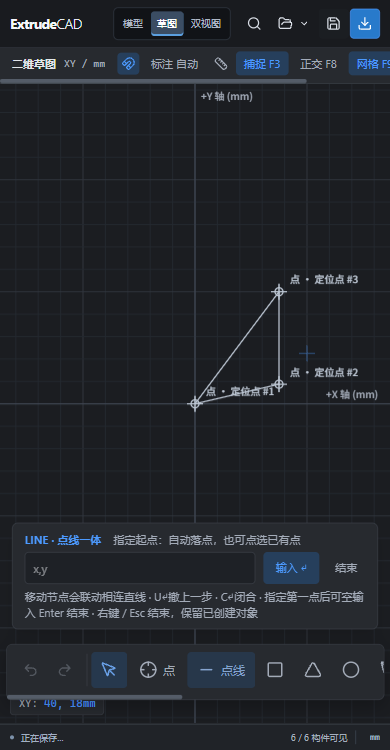 ExtrudeCAD 模型 草图 双视图
二维草图 XY / mm 标注 自动 捕捉 F3 正交 F8 网格 F9
+Y 轴 (mm)
点 · 定位点 #3
点 · 定位点 #2
点 · 定位点 #1
+X 轴 (mm)
LINE · 点线一体 指定起点：自动落点，也可点选已有点
x,y 输入 ↵ 结束
移动节点会联动相连直线 · U↵撤上一步 · C↵闭合 · 指定第一点后可空输
入 Enter 结束 · 右键 / Esc 结束，保留已创建对象
点 点线
XY: 40, 18mm
正在保存… 6 / 6 构件可见 mm